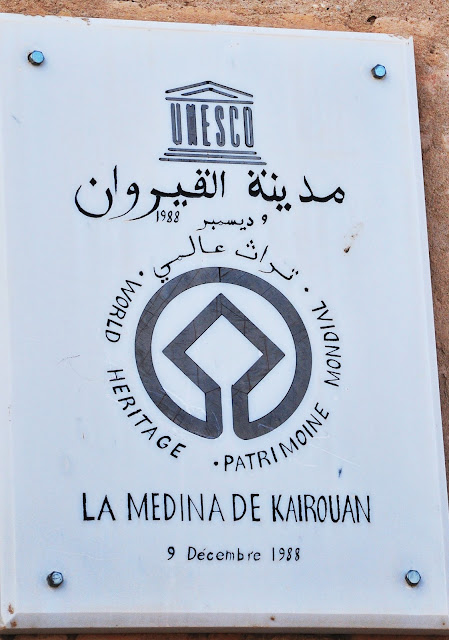 UNESCO
مدينة القيروان
9 ديسمبر 1988
تراث عالمي
WORLD HERITAGE
PATRIMOINE MONDIAL
LA MEDINA DE KAIROUAN
9 Décembre 1988